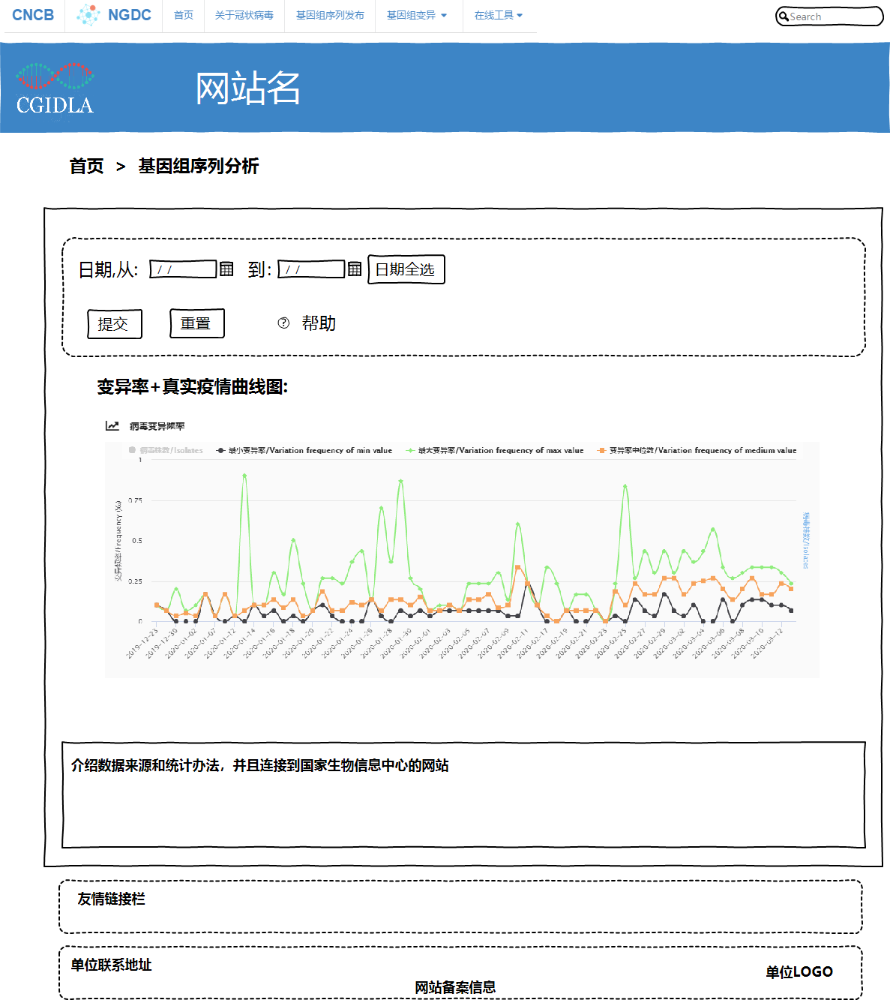 CNCB NGDC 首页 关于冠状病毒 基因组序列发布 基因组变异 在线工具 Search
CGIDLA
网站名
首页 > 基因组序列分析
日期,从: / / 到: / / 日期全选
提交 重置 ? 帮助
变异率+真实疫情曲线图:
病毒变异频率
病毒株数/Isolates 最小变异率/Variation frequency of min value 最大变异率/Variation frequency of max value 变异率中位数/Variation frequency of medium value
1
0.75
0.5
0.25
0
变异频率/Frequency (‰)
病毒株数/Isolates
2019-12-23 2019-12-30 2020-01-02 2020-01-07 2020-01-12 2020-01-14 2020-01-16 2020-01-18 2020-01-20 2020-01-22 2020-01-24 2020-01-26 2020-01-28 2020-01-30 2020-02-01 2020-02-03 2020-02-05 2020-02-07 2020-02-09 2020-02-11 2020-02-17 2020-02-19 2020-02-21 2020-02-23 2020-02-25 2020-02-27 2020-02-29 2020-03-02 2020-03-04 2020-03-06 2020-03-08 2020-03-10 2020-03-12
介绍数据来源和统计办法，并且连接到国家生物信息中心的网站
友情链接栏
单位联系地址
单位LOGO
网站备案信息